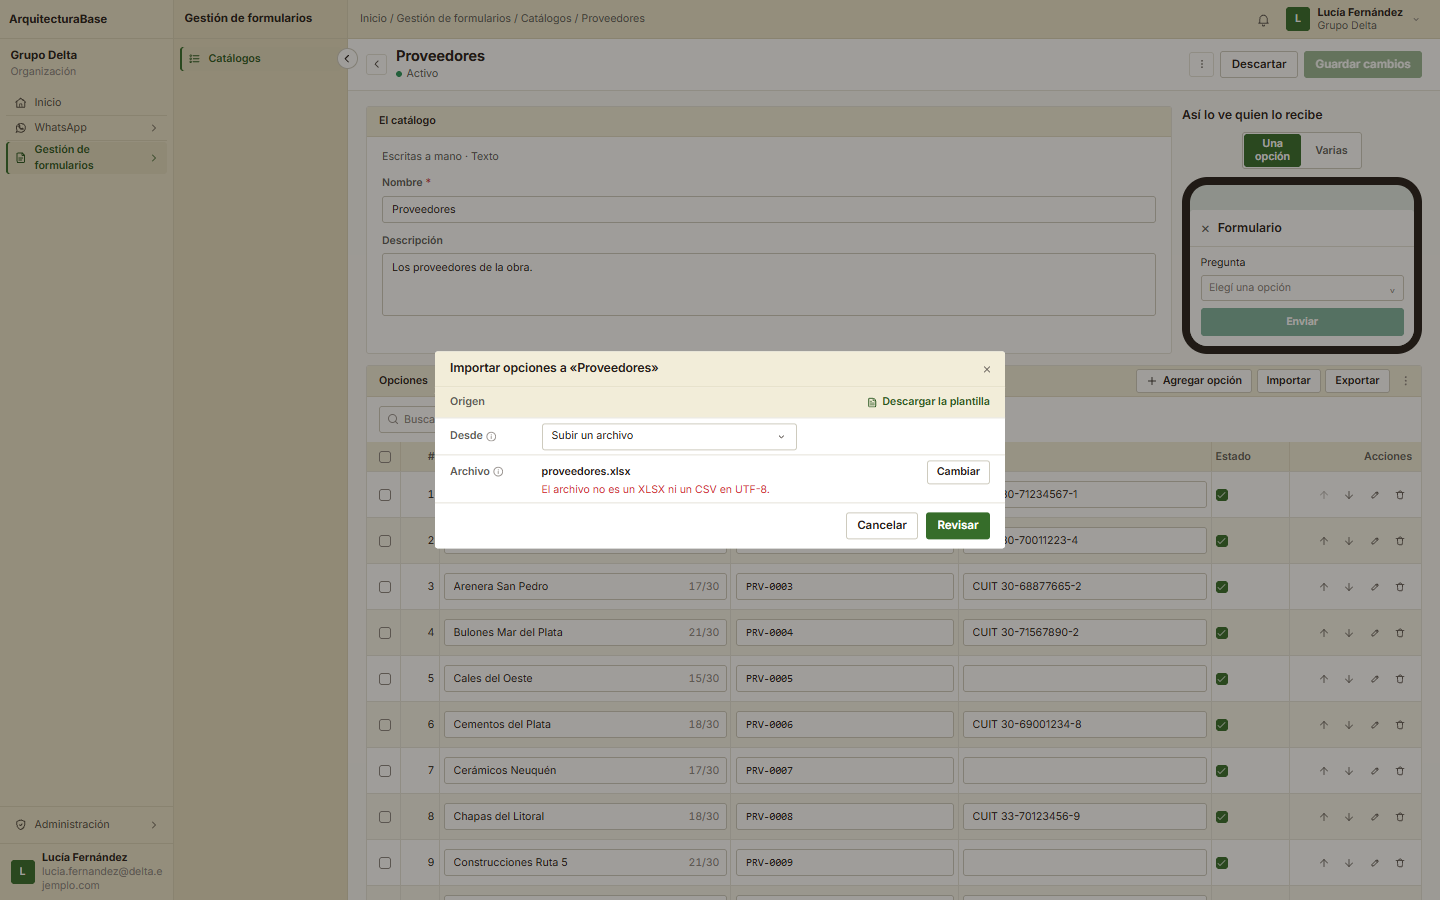 ArquitecturaBase
Gestión de formularios
Inicio / Gestión de formularios / Catálogos / Proveedores
L
Lucía Fernández
Grupo Delta
Grupo Delta
Organización
Inicio
WhatsApp
Gestión de
formularios
Catálogos
Proveedores
Activo
Descartar
Guardar cambios
El catálogo
Escritas a mano · Texto
Nombre *
Proveedores
Descripción
Los proveedores de la obra.
Así lo ve quien lo recibe
Una
opción
Varias
Formulario
Pregunta
Elegí una opción
Enviar
Opciones
Agregar opción
Importar
Exportar
Busca
Importar opciones a «Proveedores»
Origen
Descargar la plantilla
Desde
Subir un archivo
Archivo
proveedores.xlsx
Cambiar
El archivo no es un XLSX ni un CSV en UTF-8.
Cancelar
Revisar
#
Estado
Acciones
1
30-71234567-1
2
30-70011223-4
3
Arenera San Pedro
17/30
PRV-0003
CUIT 30-68877665-2
4
Bulones Mar del Plata
21/30
PRV-0004
CUIT 30-71567890-2
5
Cales del Oeste
15/30
PRV-0005
6
Cementos del Plata
18/30
PRV-0006
CUIT 30-69001234-8
7
Cerámicos Neuquén
17/30
PRV-0007
8
Chapas del Litoral
18/30
PRV-0008
CUIT 33-70123456-9
9
Construcciones Ruta 5
21/30
PRV-0009
Administración
L
Lucía Fernández
lucia.fernandez@delta.e
jemplo.com